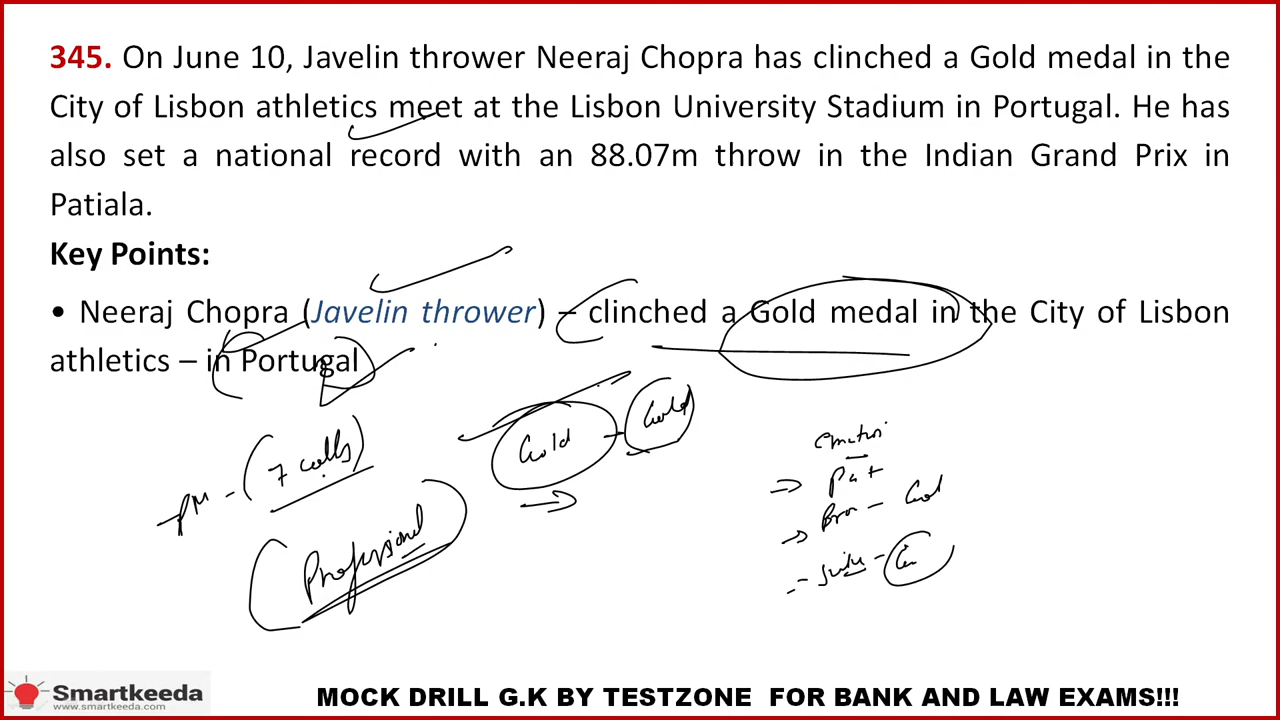 345. On June 10, Javelin thrower Neeraj Chopra has clinched a Gold medal in the
City of Lisbon athletics meet at the Lisbon University Stadium in Portugal. He has
also set a national record with an 88.07m throw in the Indian Grand Prix in
Patiala.
Key Points:
• Neeraj Chopra (Javelin thrower) – clinched a Gold medal in the City of Lisbon
athletics – in Portugal
Gold - Gold
PM - (7 calls)
(Professional)
Smartkeeda
www.smartkeeda.com
MOCK DRILL G.K BY TESTZONE FOR BANK AND LAW EXAMS!!!